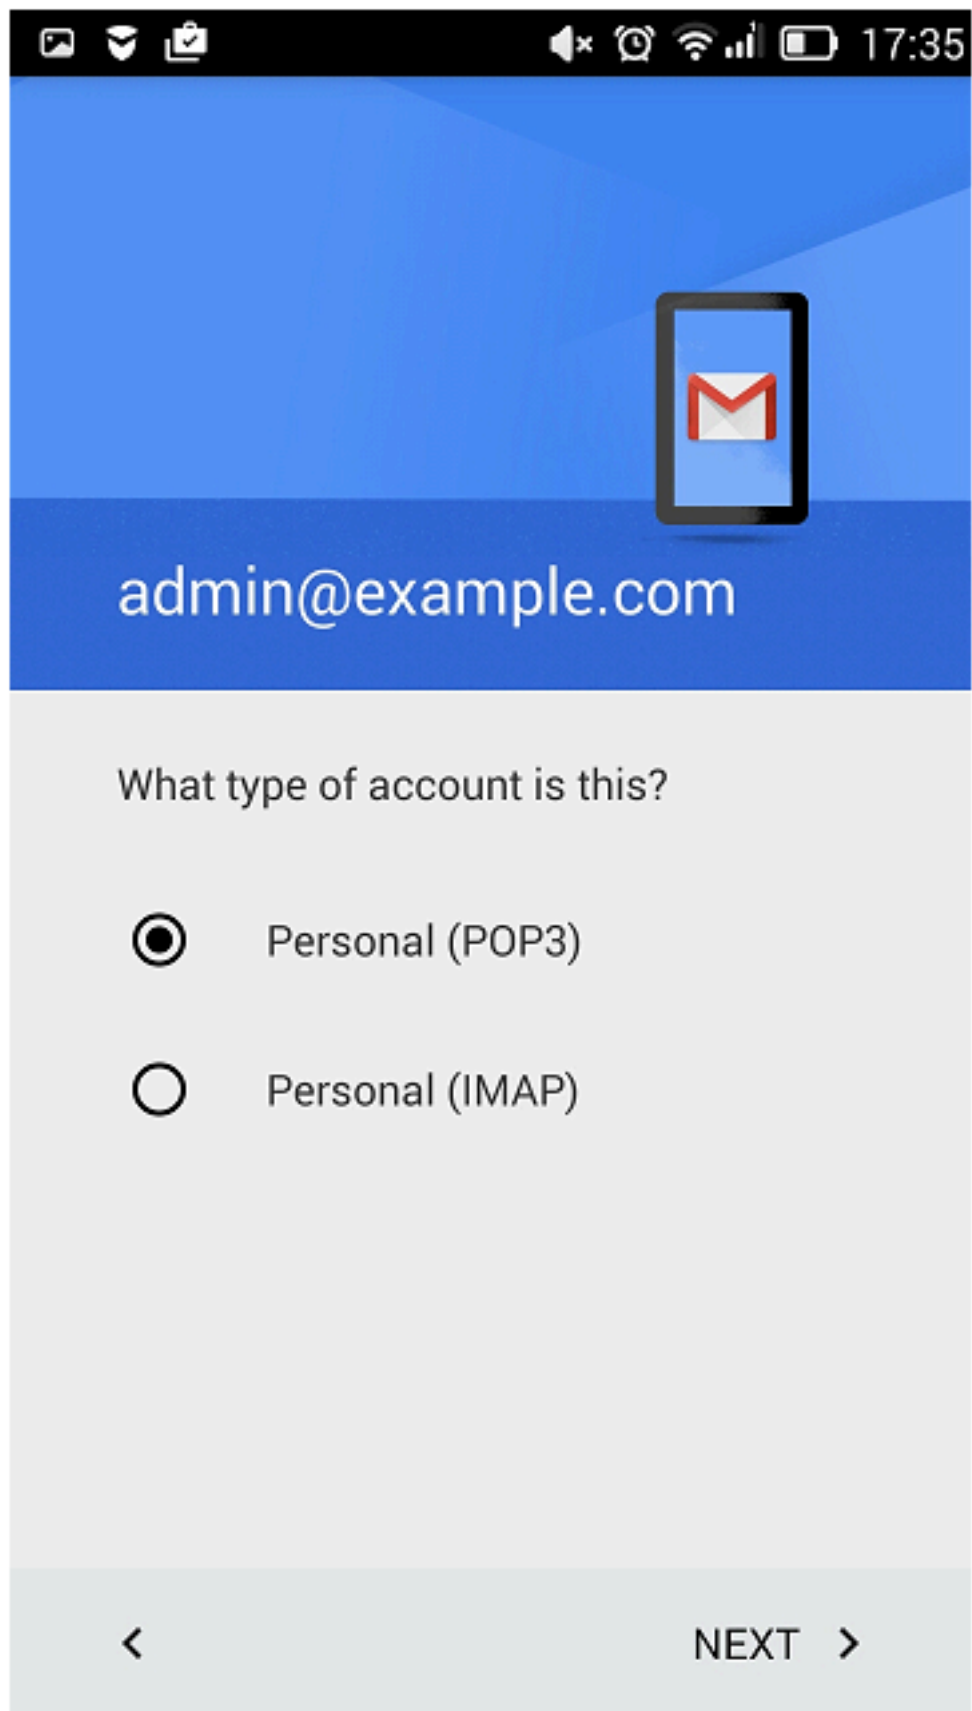 17:35
admin@example.com
What type of account is this?
Personal (POP3)
Personal (IMAP)
NEXT